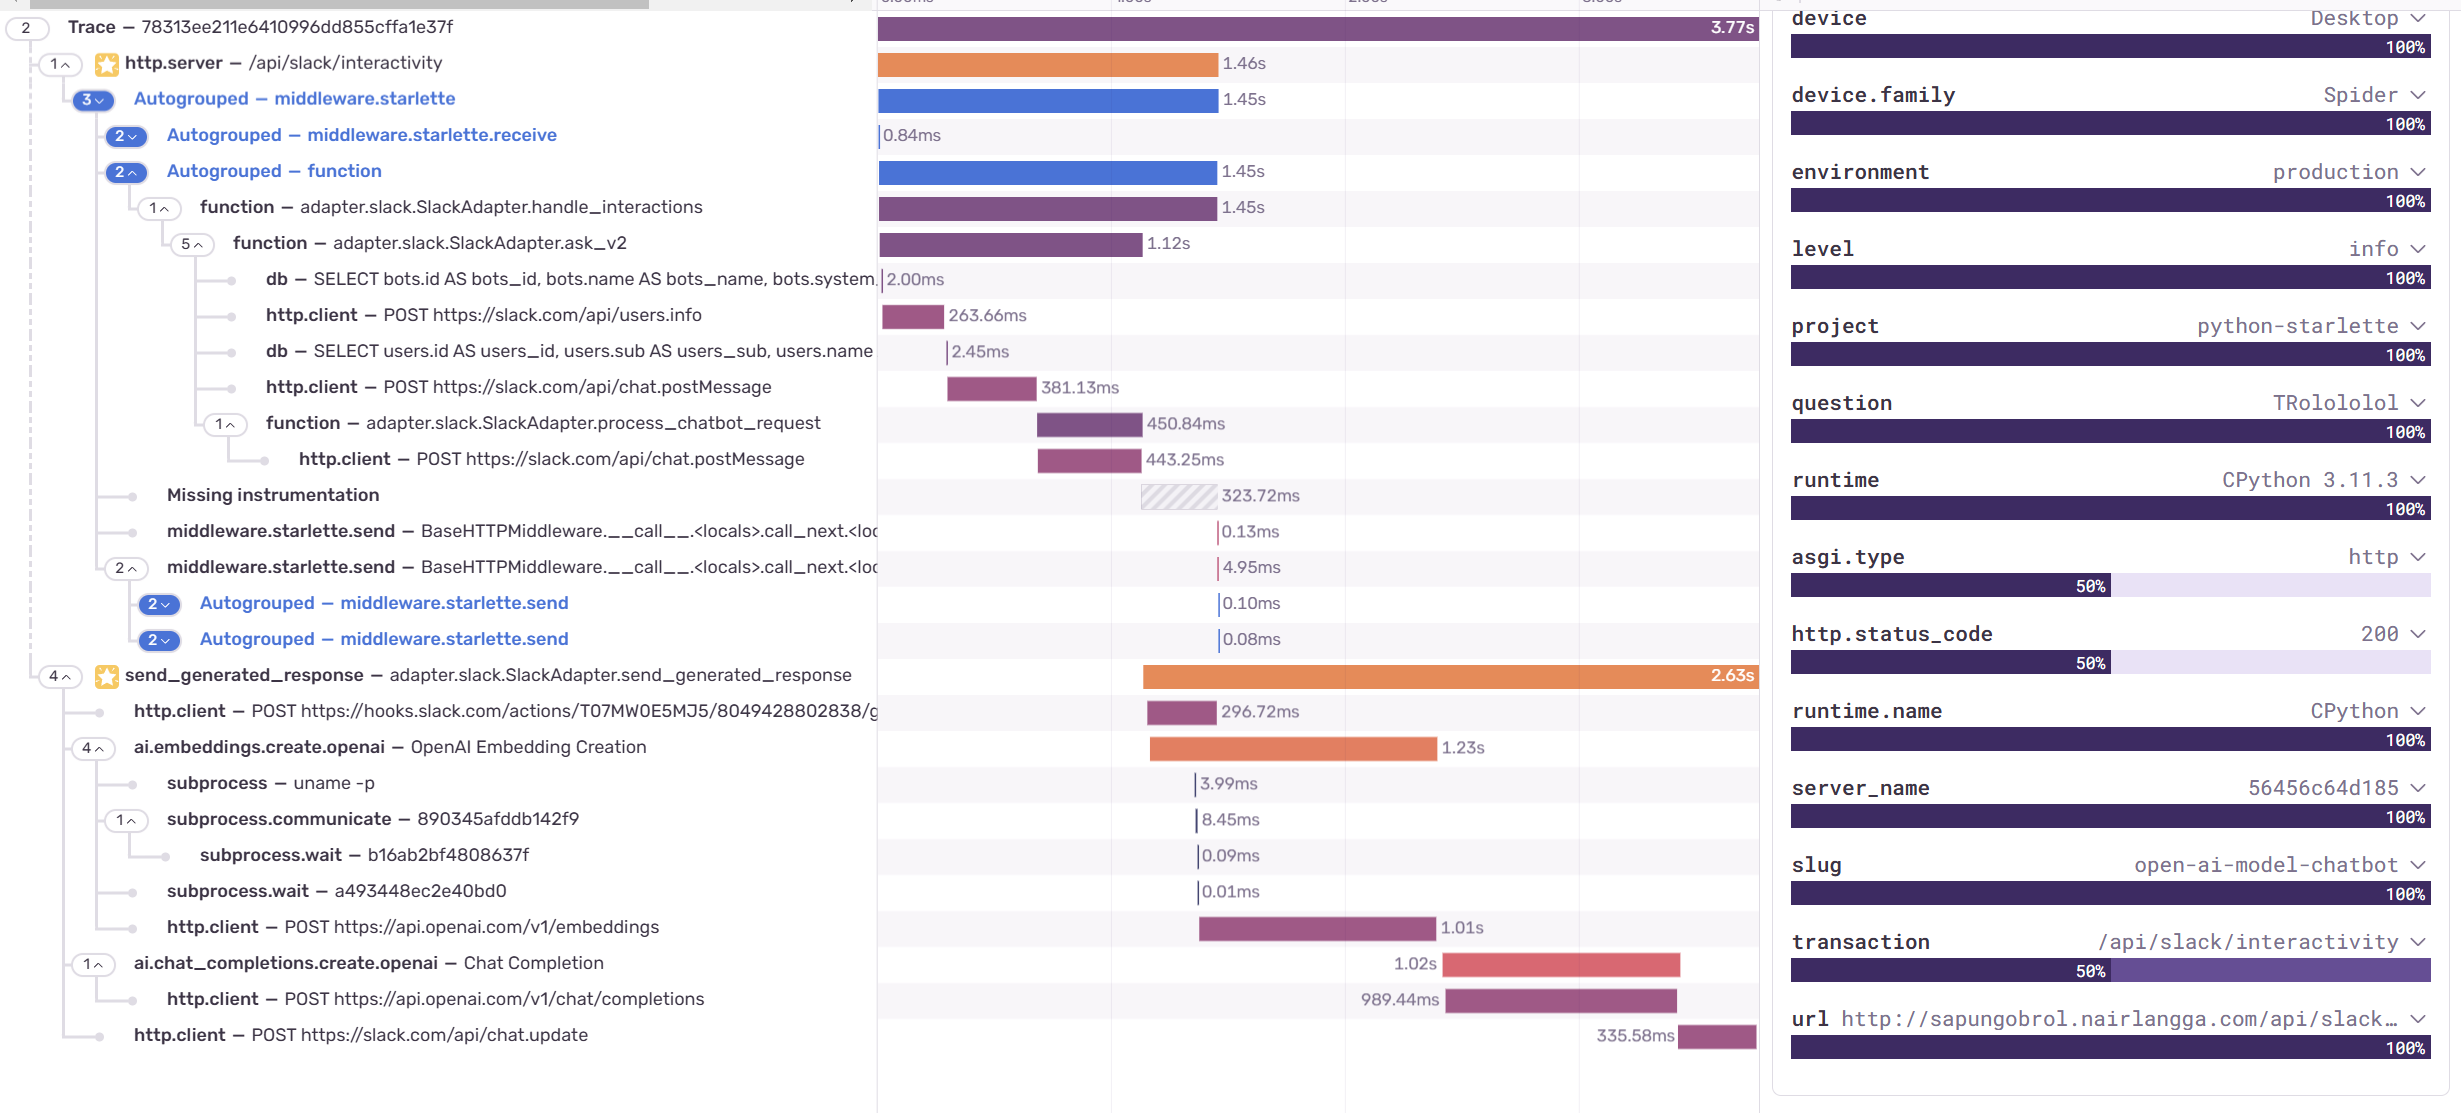 2 Trace — 78313ee211e6410996dd855cffa1e37f 3.77s
1 http.server — /api/slack/interactivity 1.46s
3 Autogrouped — middleware.starlette 1.45s
2 Autogrouped — middleware.starlette.receive 0.84ms
2 Autogrouped — function 1.45s
1 function — adapter.slack.SlackAdapter.handle_interactions 1.45s
5 function — adapter.slack.SlackAdapter.ask_v2 1.12s
db — SELECT bots.id AS bots_id, bots.name AS bots_name, bots.system 2.00ms
http.client — POST https://slack.com/api/users.info 263.66ms
db — SELECT users.id AS users_id, users.sub AS users_sub, users.name 2.45ms
http.client — POST https://slack.com/api/chat.postMessage 381.13ms
1 function — adapter.slack.SlackAdapter.process_chatbot_request 450.84ms
http.client — POST https://slack.com/api/chat.postMessage 443.25ms
Missing instrumentation 323.72ms
middleware.starlette.send — BaseHTTPMiddleware.__call__.<locals>.call_next.<loc 0.13ms
2 middleware.starlette.send — BaseHTTPMiddleware.__call__.<locals>.call_next.<loc 4.95ms
2 Autogrouped — middleware.starlette.send 0.10ms
2 Autogrouped — middleware.starlette.send 0.08ms
4 send_generated_response — adapter.slack.SlackAdapter.send_generated_response 2.63s
http.client — POST https://hooks.slack.com/actions/T07MW0E5MJ5/8049428802838/g 296.72ms
4 ai.embeddings.create.openai — OpenAI Embedding Creation 1.23s
subprocess — uname -p 3.99ms
1 subprocess.communicate — 890345afddb142f9 8.45ms
subprocess.wait — b16ab2bf4808637f 0.09ms
subprocess.wait — a493448ec2e40bd0 0.01ms
http.client — POST https://api.openai.com/v1/embeddings 1.01s
1 ai.chat_completions.create.openai — Chat Completion 1.02s
http.client — POST https://api.openai.com/v1/chat/completions 989.44ms
http.client — POST https://slack.com/api/chat.update 335.58ms
device Desktop
100%
device.family Spider
100%
environment production
100%
level info
100%
project python-starlette
100%
question TRolololol
100%
runtime CPython 3.11.3
100%
asgi.type http
50%
http.status_code 200
50%
runtime.name CPython
100%
server_name 56456c64d185
100%
slug open-ai-model-chatbot
100%
transaction /api/slack/interactivity
50%
url http://sapungobrol.nairlangga.com/api/slack…
100%